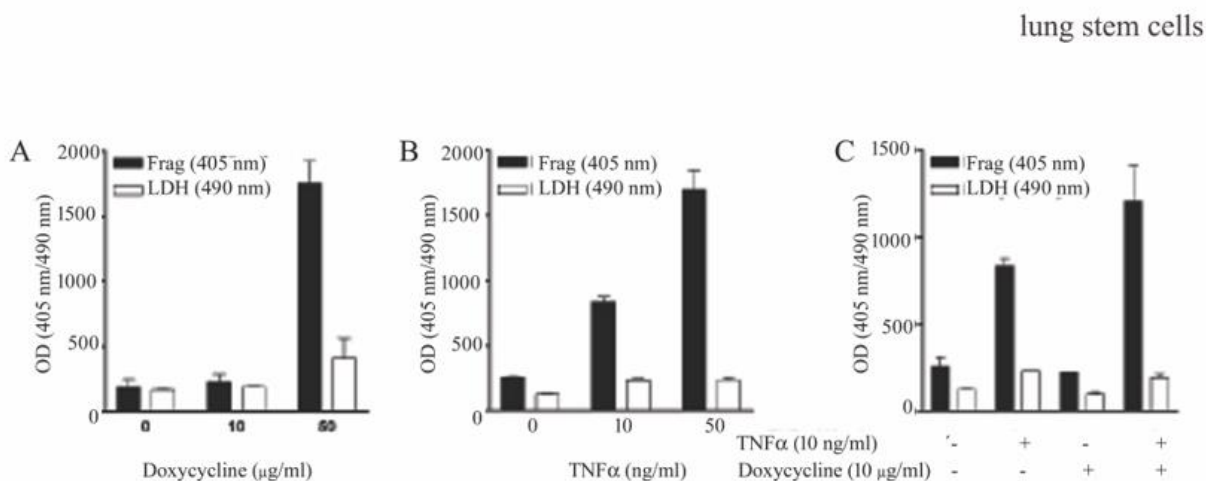 lung stem cells
A
Frag (405 nm)
LDH (490 nm)
2000
1500
1000
500
0
OD (405 nm/490 nm)
0 10 50
Doxycycline (μg/ml)
B
Frag (405 nm)
LDH (490 nm)
2000
1500
1000
500
0
OD (405 nm/490 nm)
0 10 50
TNFα (ng/ml)
C
Frag (405 nm)
LDH (490 nm)
1500
1000
500
0
OD (405 nm/490 nm)
TNFα (10 ng/ml) - + - +
Doxycycline (10 μg/ml) - - + +